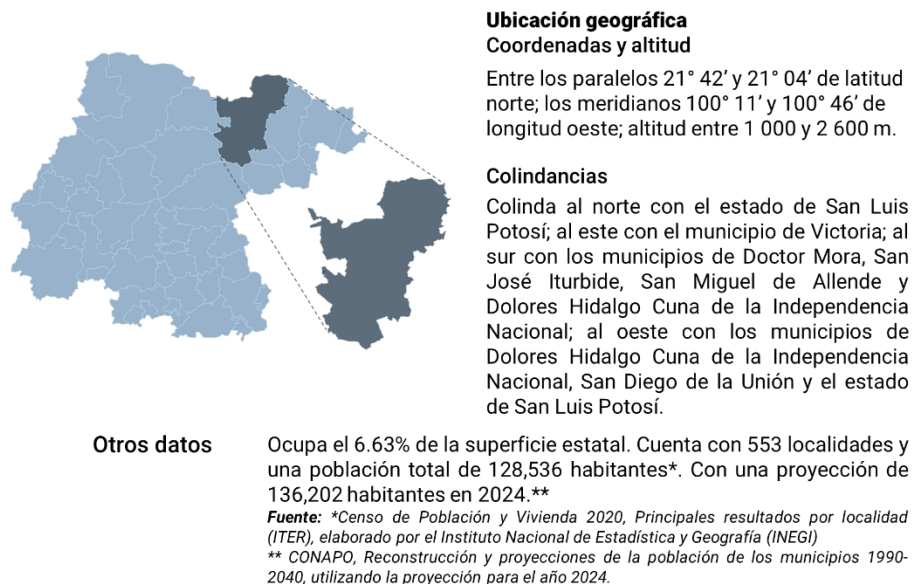 Ubicación geográfica
Coordenadas y altitud
Entre los paralelos 21° 42’ y 21° 04’ de latitud
norte; los meridianos 100° 11’ y 100° 46’ de
longitud oeste; altitud entre 1 000 y 2 600 m.
Colindancias
Colinda al norte con el estado de San Luis
Potosí; al este con el municipio de Victoria; al
sur con los municipios de Doctor Mora, San
José Iturbide, San Miguel de Allende y
Dolores Hidalgo Cuna de la Independencia
Nacional; al oeste con los municipios de
Dolores Hidalgo Cuna de la Independencia
Nacional, San Diego de la Unión y el estado
de San Luis Potosí.
Otros datos
Ocupa el 6.63% de la superficie estatal. Cuenta con 553 localidades y
una población total de 128,536 habitantes*. Con una proyección de
136,202 habitantes en 2024.**
Fuente: *Censo de Población y Vivienda 2020, Principales resultados por localidad
(ITER), elaborado por el Instituto Nacional de Estadística y Geografía (INEGI)
** CONAPO, Reconstrucción y proyecciones de la población de los municipios 1990-
2040, utilizando la proyección para el año 2024.